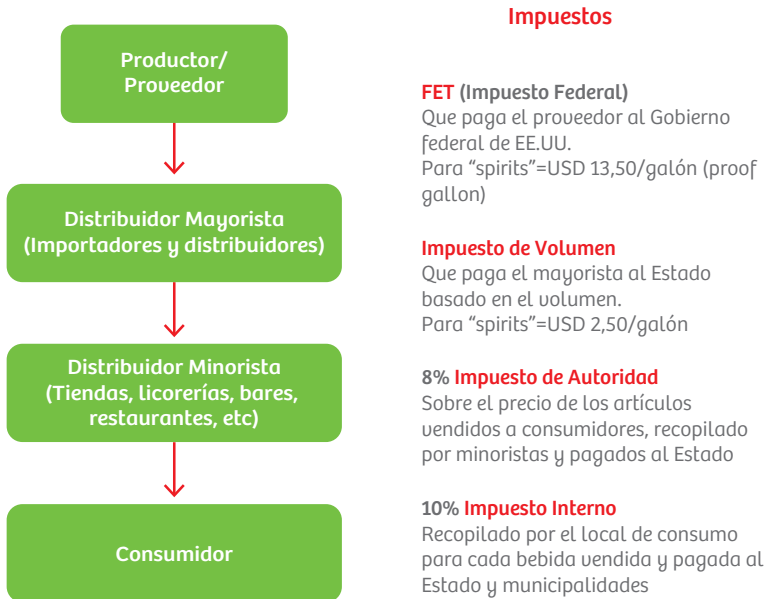 Productor/
Proveedor
Distribuidor Mayorista
(Importadores y distribuidores)
Distribuidor Minorista
(Tiendas, licorerías, bares,
restaurantes, etc)
Consumidor
Impuestos
FET (Impuesto Federal)
Que paga el proveedor al Gobierno
federal de EE.UU.
Para “spirits”=USD 13,50/galón (proof
gallon)
Impuesto de Volumen
Que paga el mayorista al Estado
basado en el volumen.
Para “spirits”=USD 2,50/galón
8% Impuesto de Autoridad
Sobre el precio de los artículos
vendidos a consumidores, recopilado
por minoristas y pagados al Estado
10% Impuesto Interno
Recopilado por el local de consumo
para cada bebida vendida y pagada al
Estado y municipalidades